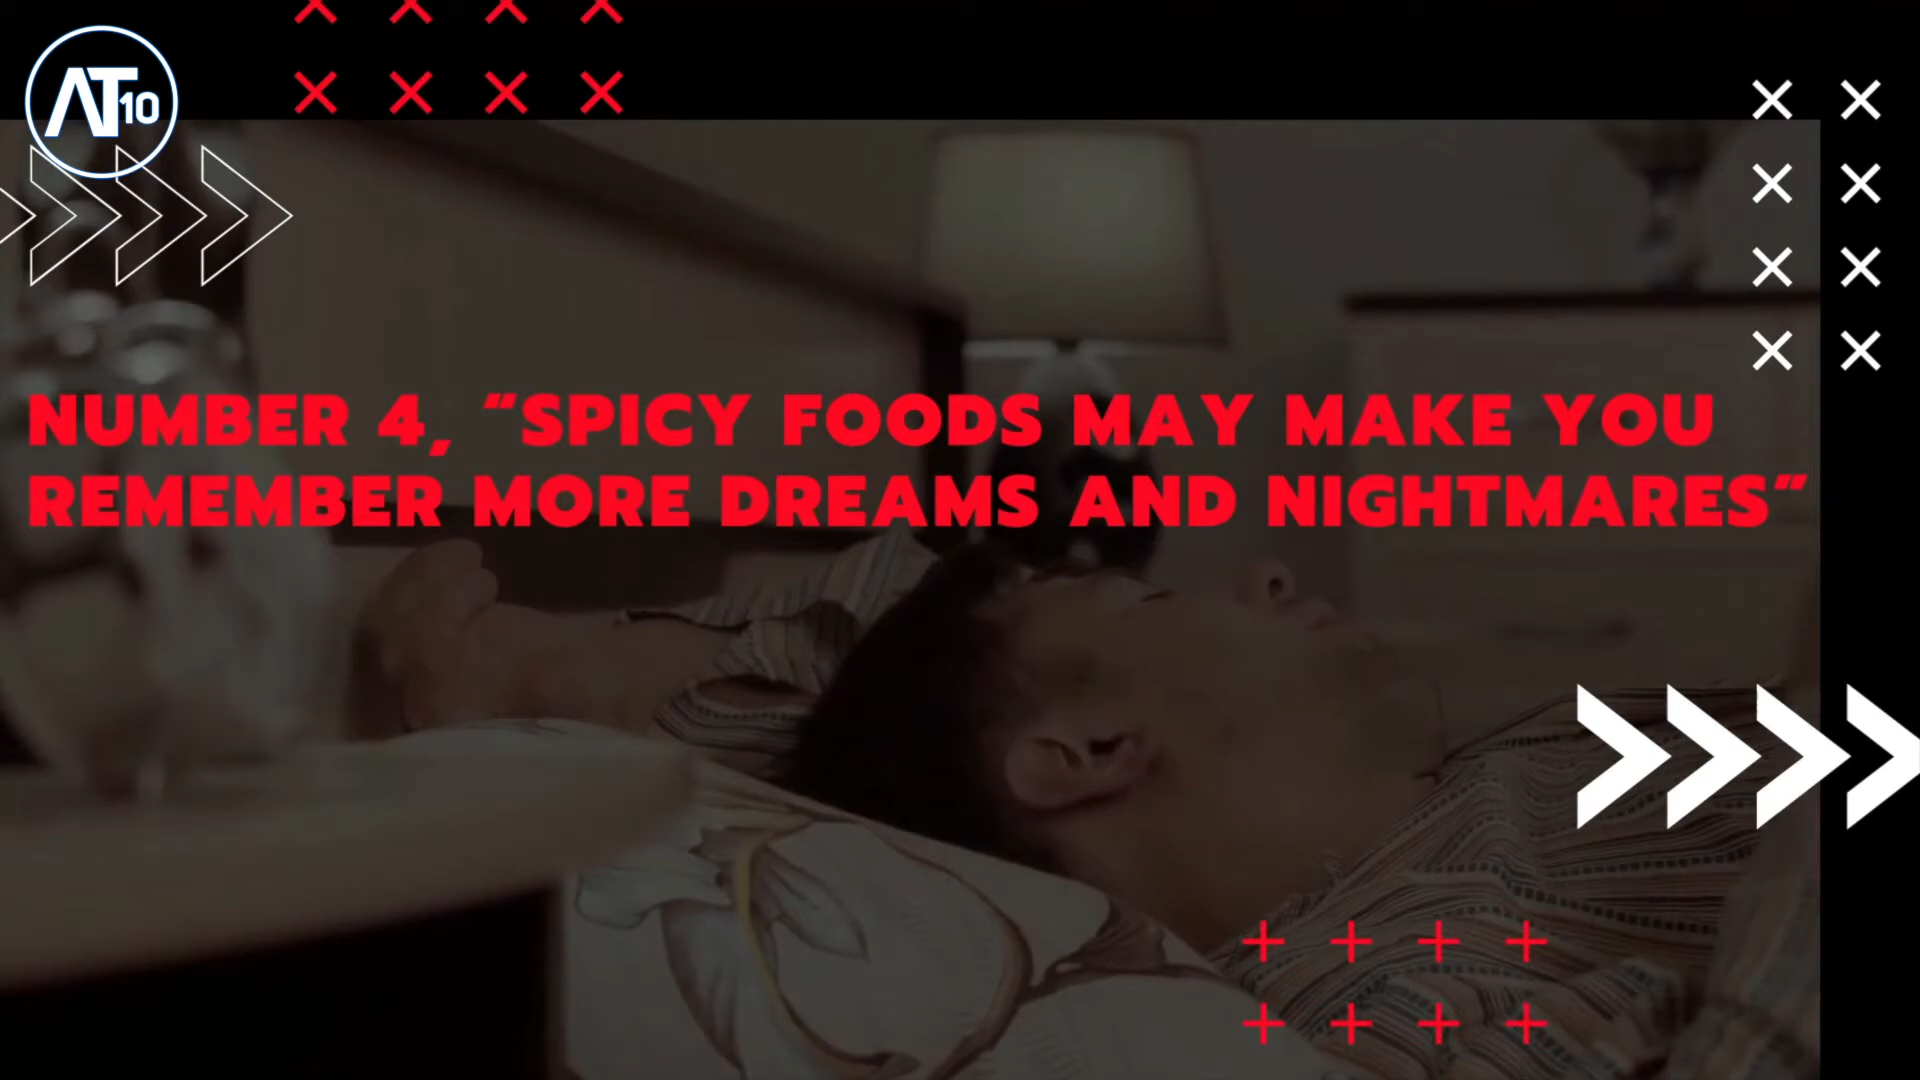 AT10
NUMBER 4, “SPICY FOODS MAY MAKE YOU
REMEMBER MORE DREAMS AND NIGHTMARES”